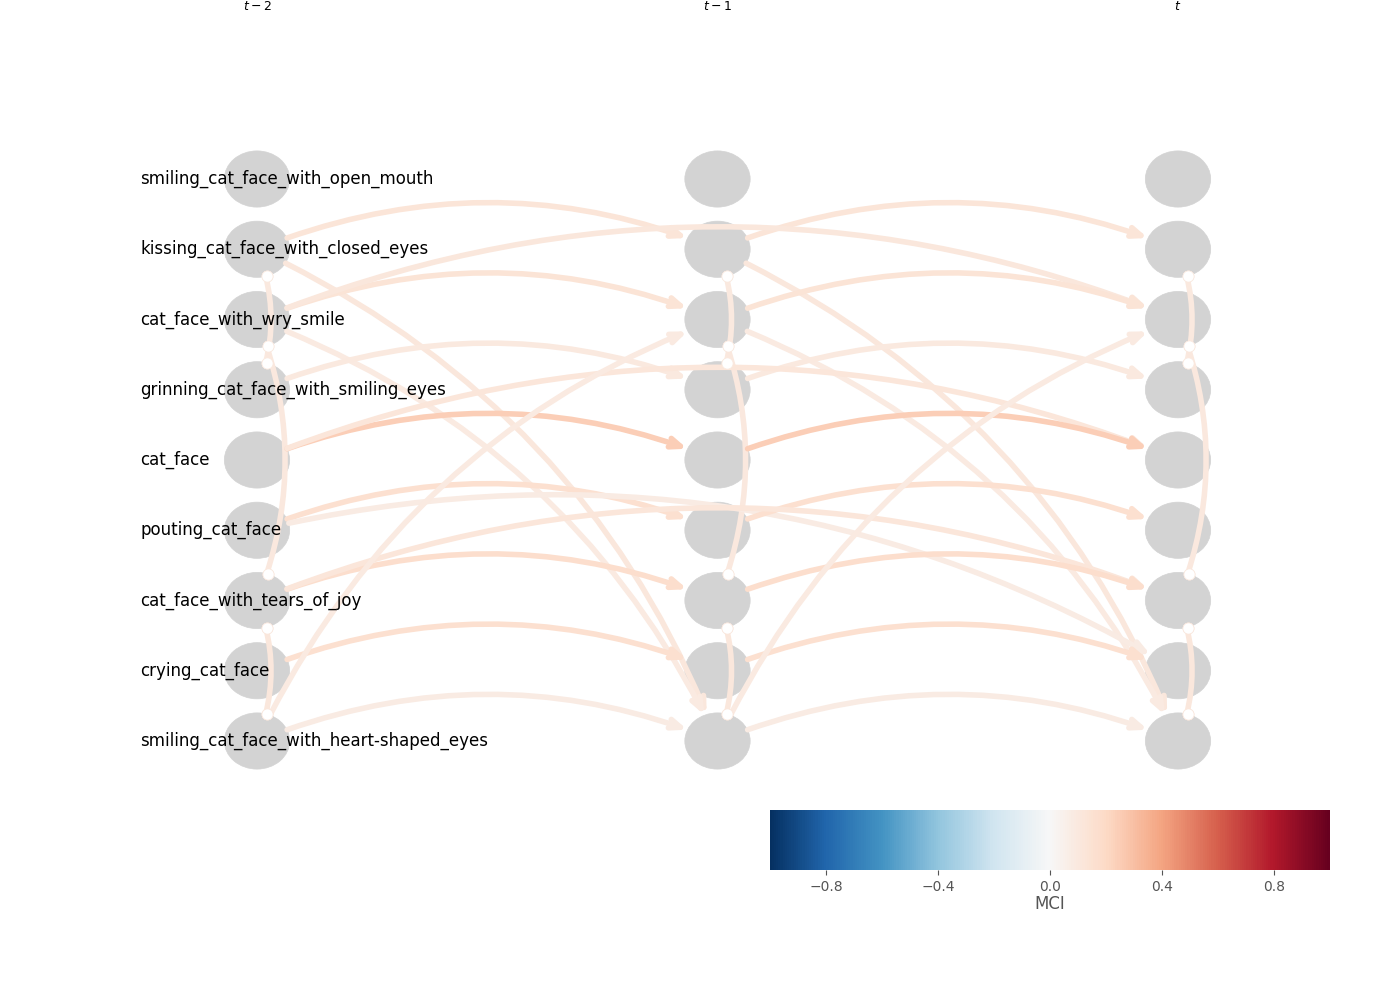 t − 2 t − 1 t
smiling_cat_face_with_open_mouth
kissing_cat_face_with_closed_eyes
cat_face_with_wry_smile
grinning_cat_face_with_smiling_eyes
cat_face
pouting_cat_face
cat_face_with_tears_of_joy
crying_cat_face
smiling_cat_face_with_heart-shaped_eyes
−0.8 −0.4 0.0 0.4 0.8
MCI